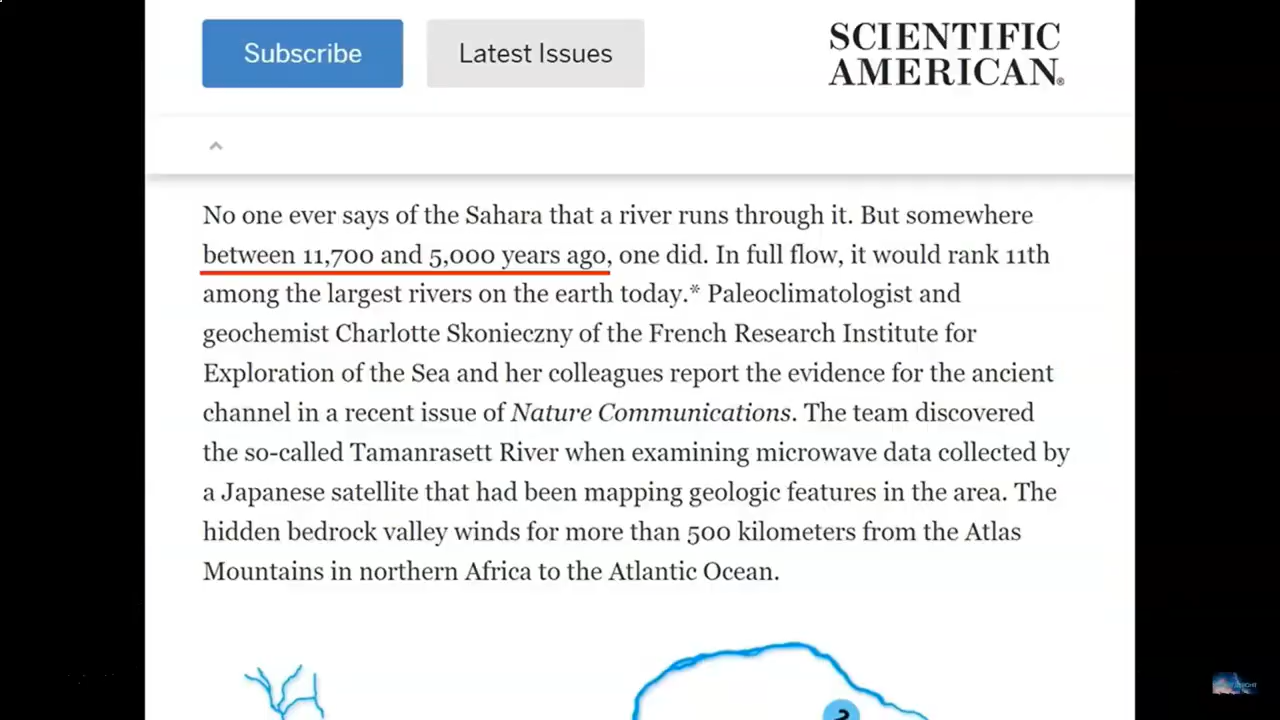 Subscribe
Latest Issues
SCIENTIFIC
AMERICAN®
No one ever says of the Sahara that a river runs through it. But somewhere
between 11,700 and 5,000 years ago, one did. In full flow, it would rank 11th
among the largest rivers on the earth today.* Paleoclimatologist and
geochemist Charlotte Skonieczny of the French Research Institute for
Exploration of the Sea and her colleagues report the evidence for the ancient
channel in a recent issue of Nature Communications. The team discovered
the so-called Tamanrasett River when examining microwave data collected by
a Japanese satellite that had been mapping geologic features in the area. The
hidden bedrock valley winds for more than 500 kilometers from the Atlas
Mountains in northern Africa to the Atlantic Ocean.